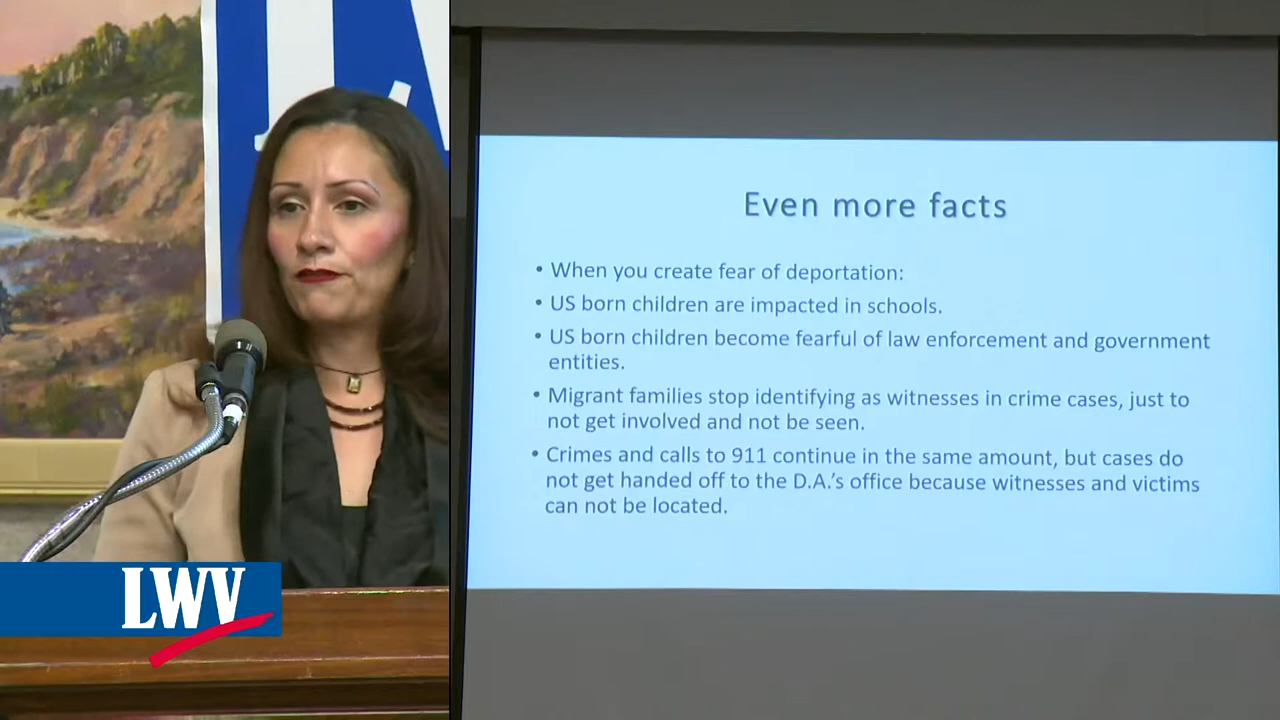 LWV
Even more facts
• When you create fear of deportation:
• US born children are impacted in schools.
• US born children become fearful of law enforcement and government
entities.
• Migrant families stop identifying as witnesses in crime cases, just to
not get involved and not be seen.
• Crimes and calls to 911 continue in the same amount, but cases do
not get handed off to the D.A.’s office because witnesses and victims
can not be located.